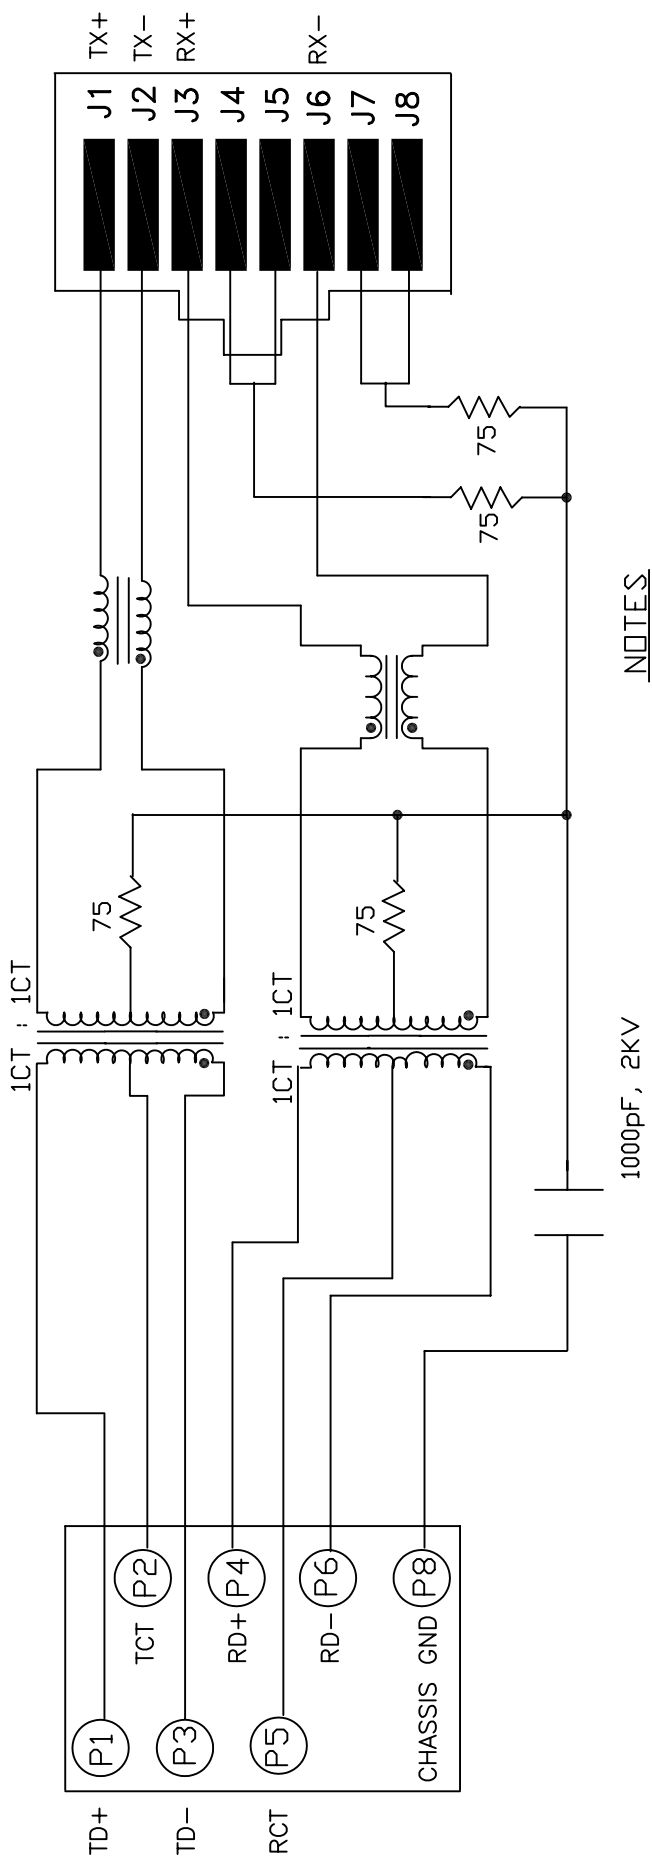 TX+
TX-
RX+
RX-
J1
J2
J3
J4
J5
J6
J7
J8
75
75
75
75
1CT : 1CT
1CT : 1CT
NOTES
1000pF, 2KV
P1
P2
P3
P4
P5
P6
P8
TCT
RD+
RD-
CHASSIS GND
TD+
TD-
RCT